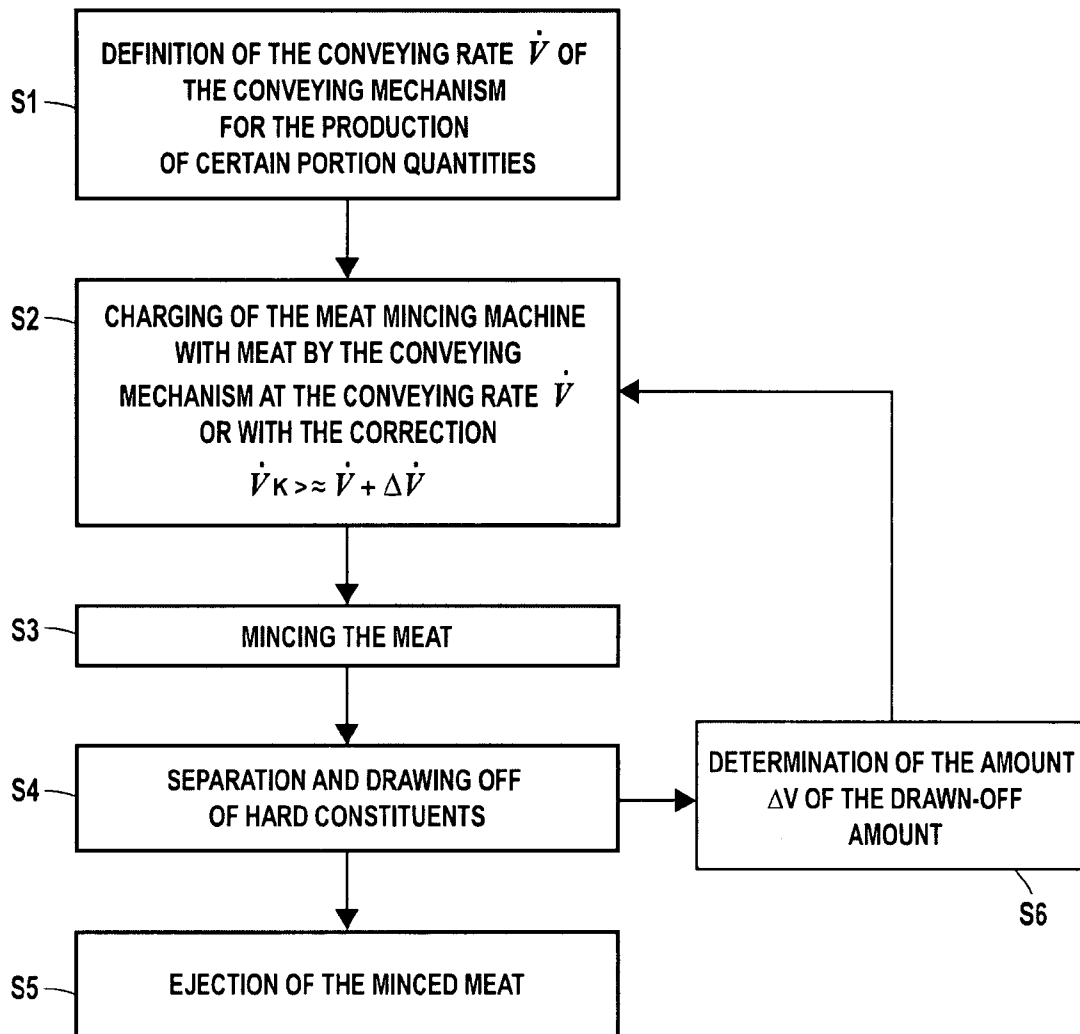 S1
DEFINITION OF THE CONVEYING RATE V̇ OF
THE CONVEYING MECHANISM
FOR THE PRODUCTION
OF CERTAIN PORTION QUANTITIES
S2
CHARGING OF THE MEAT MINCING MACHINE
WITH MEAT BY THE CONVEYING
MECHANISM AT THE CONVEYING RATE V̇
OR WITH THE CORRECTION
V̇K >≈ V̇ + ΔV̇
S3
MINCING THE MEAT
S4
SEPARATION AND DRAWING OFF
OF HARD CONSTITUENTS
DETERMINATION OF THE AMOUNT
ΔV OF THE DRAWN-OFF
AMOUNT
S6
S5
EJECTION OF THE MINCED MEAT